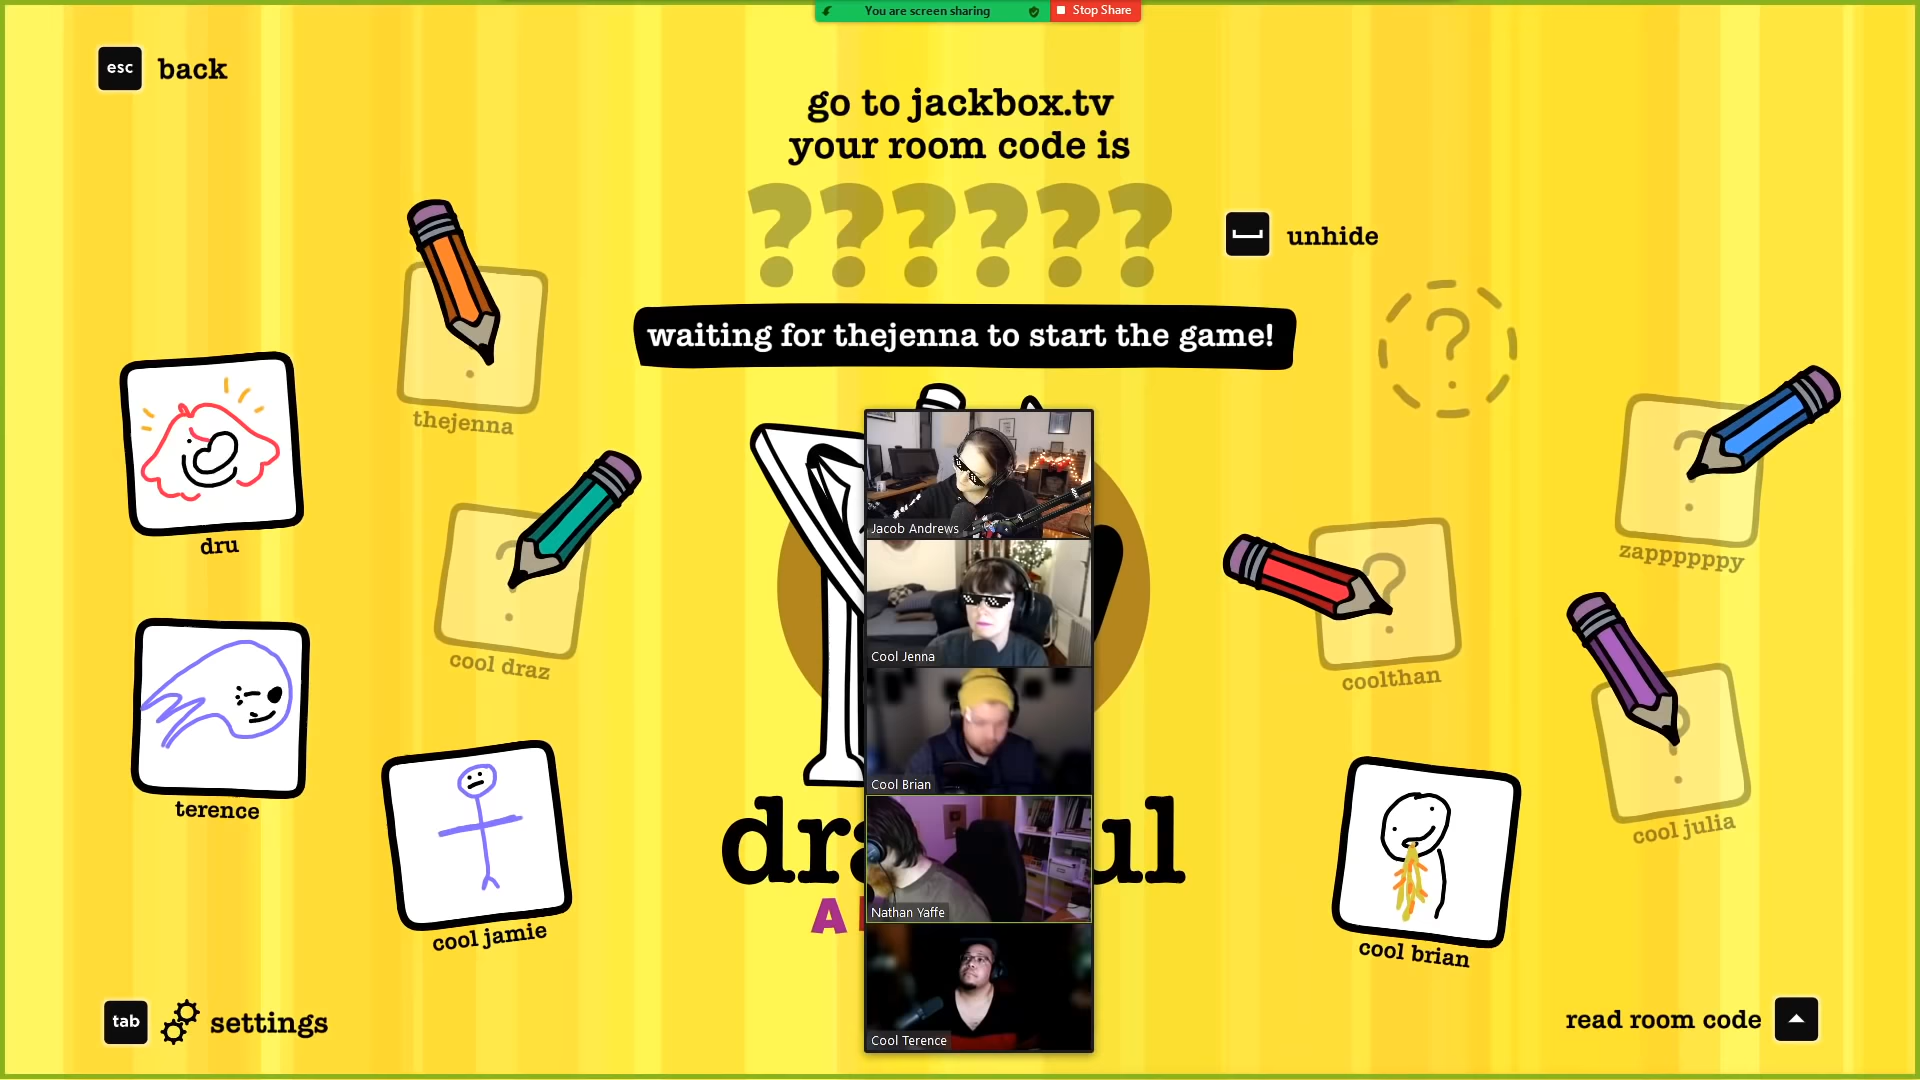 You are screen sharing
Stop Share
esc back
go to jackbox.tv
your room code is
??????
unhide
waiting for thejenna to start the game!
thejenna
dru
cool draz
terence
cool jamie
coolthan
zappppppy
cool julia
cool brian
Jacob Andrews
Cool Jenna
Cool Brian
Nathan Yaffe
Cool Terence
A
tab settings
read room code